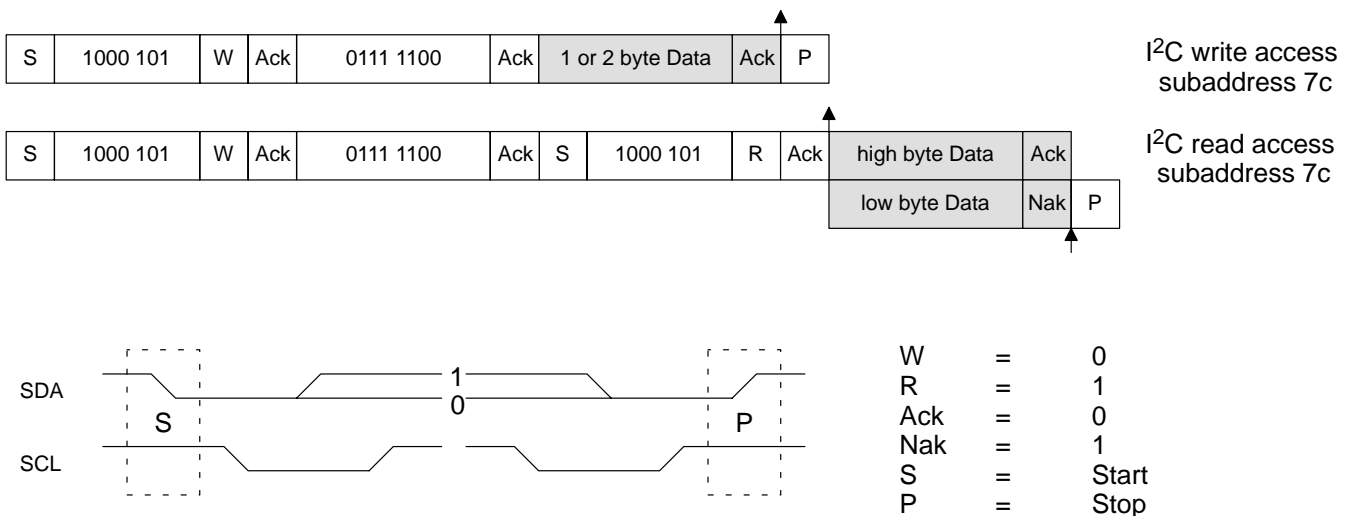 S 1000 101 W Ack 0111 1100 Ack 1 or 2 byte Data Ack P
I²C write access
subaddress 7c
S 1000 101 W Ack 0111 1100 Ack S 1000 101 R Ack high byte Data Ack
I²C read access
subaddress 7c
low byte Data Nak P
W = 0
R = 1
Ack = 0
Nak = 1
S = Start
P = Stop
SDA
1
0
S
P
SCL